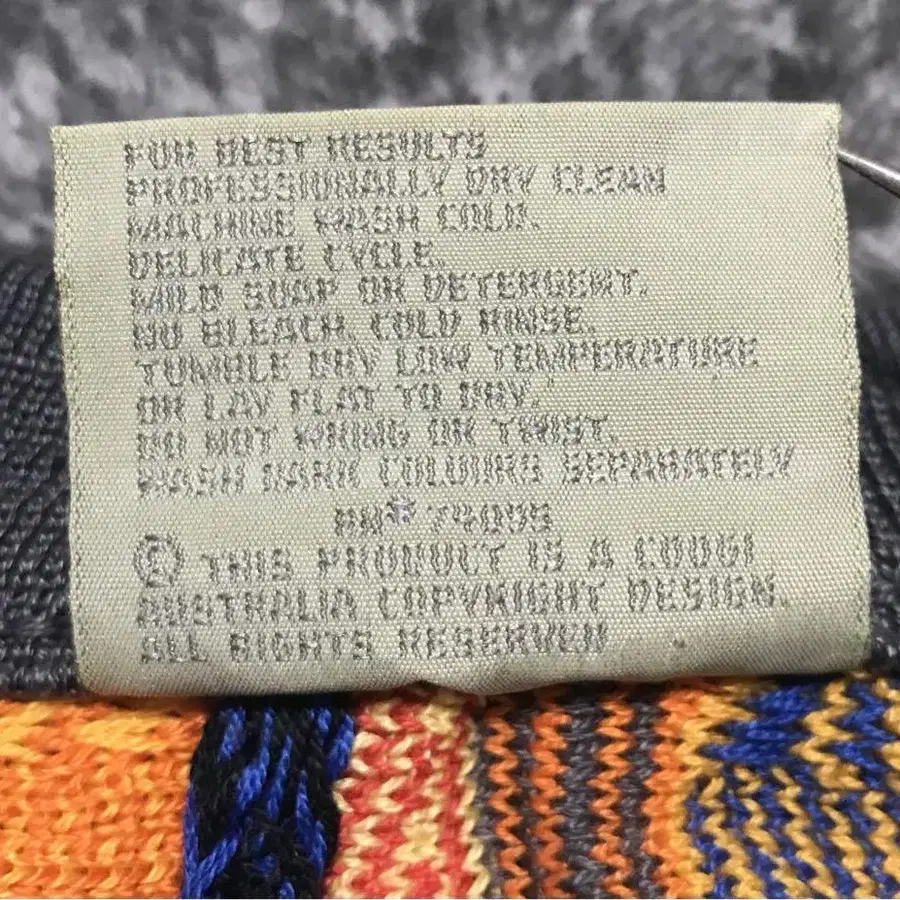 FOR BEST RESULTS
PROFESSIONALLY DRY CLEAN
MACHINE WASH COLD.
DELICATE CYCLE.
MILD SOAP OR DETERGENT.
NO BLEACH. COLD RINSE.
TUMBLE DRY LOW TEMPERATURE
OR LAY FLAT TO DRY.
DO NOT WRING OR TWIST.
WASH DARK COLOURS SEPARATELY
RN# 74095
© THIS PRODUCT IS A COOGI
AUSTRALIA COPYRIGHT DESIGN.
ALL RIGHTS RESERVED